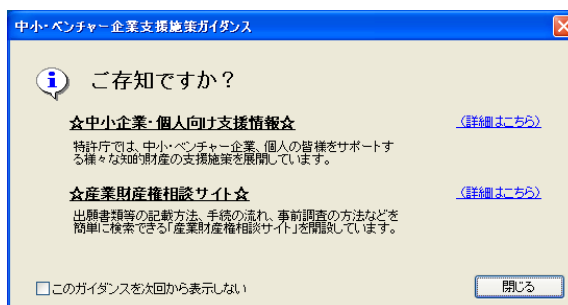 中小・ベンチャー企業支援施策ガイダンス
ご存知ですか？
☆中小企業・個人向け支援情報☆
（詳細はこちら）
特許庁では、中小・ベンチャー企業、個人の皆様をサポートす
る様々な知的財産の支援施策を展開しています。
☆産業財産権相談サイト☆
（詳細はこちら）
出願書類等の記載方法、手続の流れ、事前調査の方法などを
簡単に検索できる「産業財産権相談サイト」を開設しています。
このガイダンスを次回から表示しない
閉じる